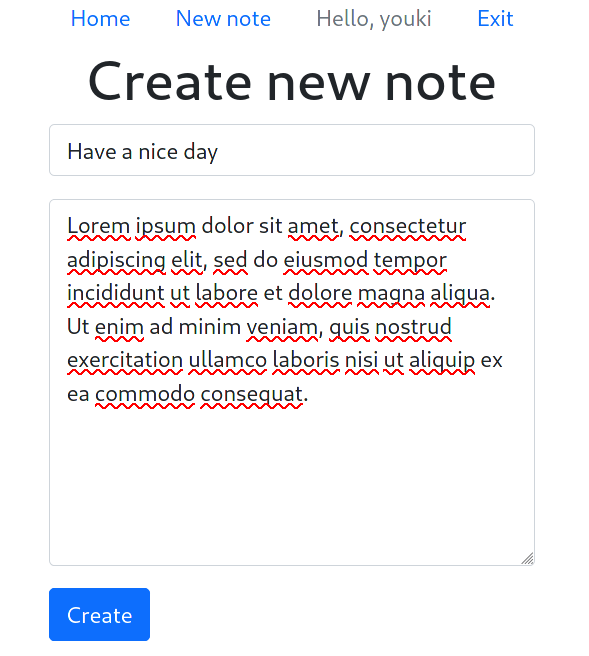 Home New note Hello, youki Exit
Create new note
Have a nice day
Lorem ipsum dolor sit amet, consectetur
adipiscing elit, sed do eiusmod tempor
incididunt ut labore et dolore magna aliqua.
Ut enim ad minim veniam, quis nostrud
exercitation ullamco laboris nisi ut aliquip ex
ea commodo consequat.
Create